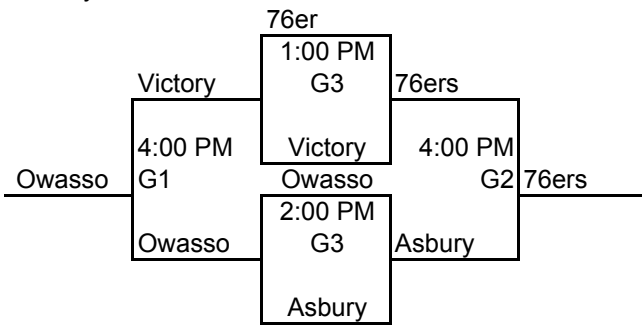 76er
1:00 PM
Victory G3 76ers
4:00 PM Victory 4:00 PM
Owasso G1 Owasso G2 76ers
2:00 PM
Owasso G3 Asbury
Asbury